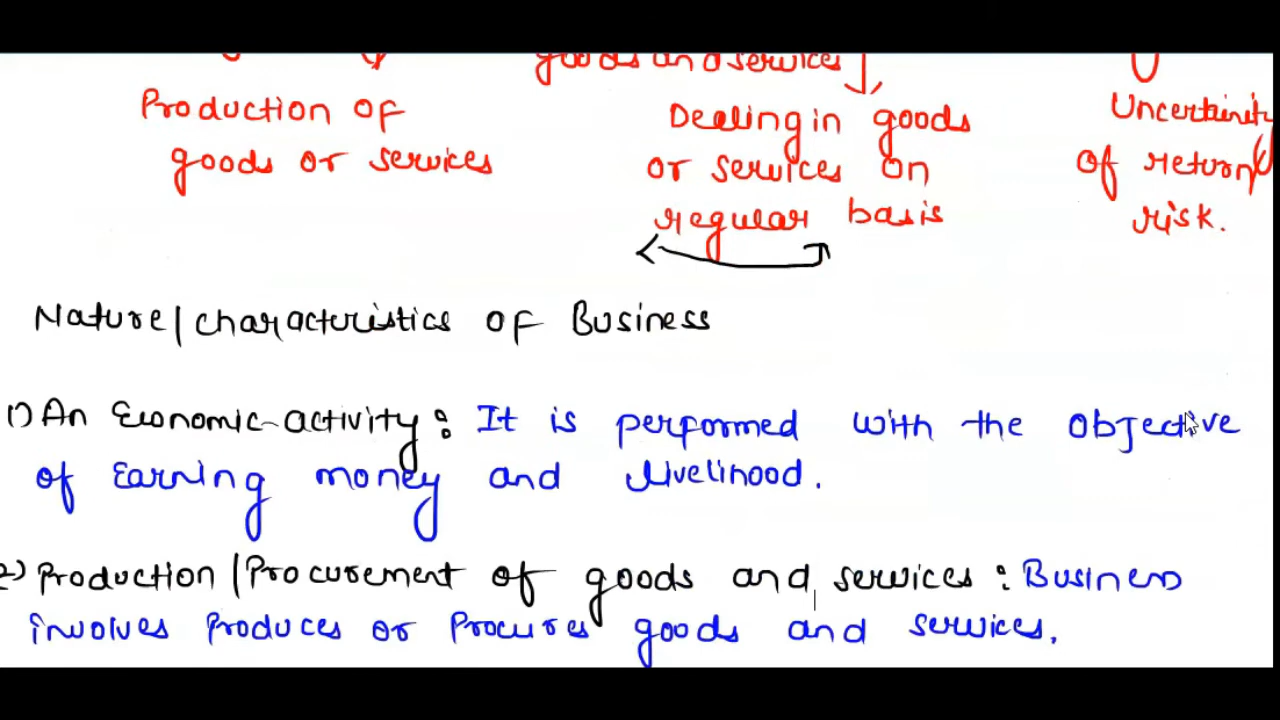 goods and services
Production of
goods or services
Dealing in goods
or services on
regular basis
Uncertainity
of return/
risk.
Nature/characteristics of Business
1) An Economic activity: It is performed with the objective
of Earning money and Livelihood.
2) Production/Procurement of goods and services: Business
involves Produces or Procures goods and services.